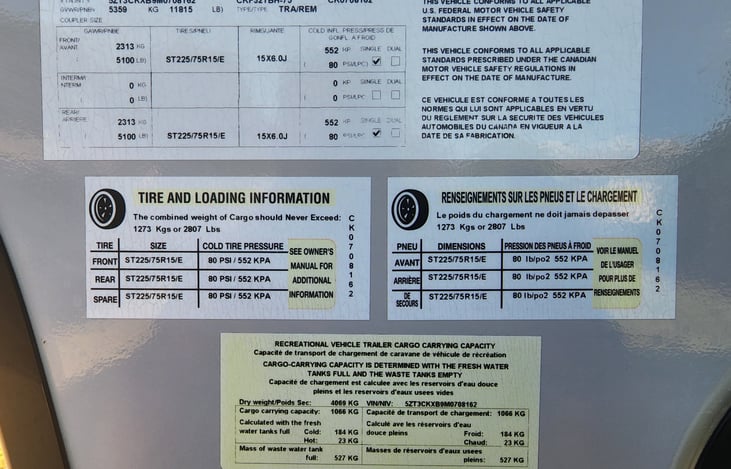 5359 KG 11815 LB) TYPE/TYPE TRA/REM
COUPLER SIZE
GAWR/PNBE TIRES/PNEU RIM/JANTE COLD INFL PRESS/PRESS DE GONFL A FROID
FRONT/ AVANT 2313 KG 552 KP SINGLE DUAL
5100 LB) ST225/75R15/E 15X6.0J ( 80 PSI/LPC)
INTERM/ INTERM 0 KG 0 KP SINGLE DUAL
0 LB) ( 0 PSI/LPC
REAR/ ARRIERE 2313 KG 552 KP SINGLE DUAL
5100 LB) ST225/75R15/E 15X6.0J ( 80 PSI/LPC)
U.S. FEDERAL MOTOR VEHICLE SAFETY
STANDARDS IN EFFECT ON THE DATE OF
MANUFACTURE SHOWN ABOVE.
THIS VEHICLE CONFORMS TO ALL APPLICABLE
STANDARDS PRESCRIBED UNDER THE CANADIAN
MOTOR VEHICLE SAFETY REGULATIONS IN
EFFECT ON THE DATE OF MANUFACTURE.
CE VEHICULE EST CONFORME A TOUTES LES
NORMES QUI LUI SONT APPLICABLES EN VERTU
DU REGLEMENT SUR LA SECURITE DES VEHICULES
AUTOMOBILES DU CANADA EN VIGUEUR A LA
DATE DE SA FABRICATION.
TIRE AND LOADING INFORMATION
The combined weight of Cargo should Never Exceed:
1273 Kgs or 2807 Lbs
TIRE SIZE COLD TIRE PRESSURE
FRONT ST225/75R15/E 80 PSI / 552 KPA
REAR ST225/75R15/E 80 PSI / 552 KPA
SPARE ST225/75R15/E 80 PSI / 552 KPA
SEE OWNER'S
MANUAL FOR
ADDITIONAL
INFORMATION
CK0708162
RENSEIGNEMENTS SUR LES PNEUS ET LE CHARGEMENT
Le poids du chargement ne doit jamais depasser
1273 Kgs or 2807 Lbs
PNEU DIMENSIONS PRESSION DES PNEUS À FROID
AVANT ST225/75R15/E 80 lb/po2 552 KPA
ARRIÈRE ST225/75R15/E 80 lb/po2 552 KPA
DE SECOURS ST225/75R15/E 80 lb/po2 552 KPA
VOIR LE MANUEL
DE L'USAGER
POUR PLUS DE
RENSEIGNEMENTS
CK0708162
RECREATIONAL VEHICLE TRAILER CARGO CARRYING CAPACITY
Capacité de transport de chargement de caravane de véhicule de récréation
CARGO-CARRYING CAPACITY IS DETERMINED WITH THE FRESH WATER
TANKS FULL AND THE WASTE TANKS EMPTY
Capacité de chargement est calculee avec les reservoirs d'eau douce
pleins et les reservoirs d'eaux usees vides
Dry weight/Poids Sec: 4069 KG VIN/NIV: 5ZT3CKXB9M0708162
Cargo carrying capacity: 1066 KG Capacité de transport de chargement: 1066 KG
Calculated with the fresh Calculé ave les réservoirs d'eau
water tanks full Cold: 184 KG douce pleins Froid: 184 KG
Hot: 23 KG Chaud: 23 KG
Mass of waste water tank Masses de réservoirs d'eaux usees
full: 527 KG pleins: 527 KG